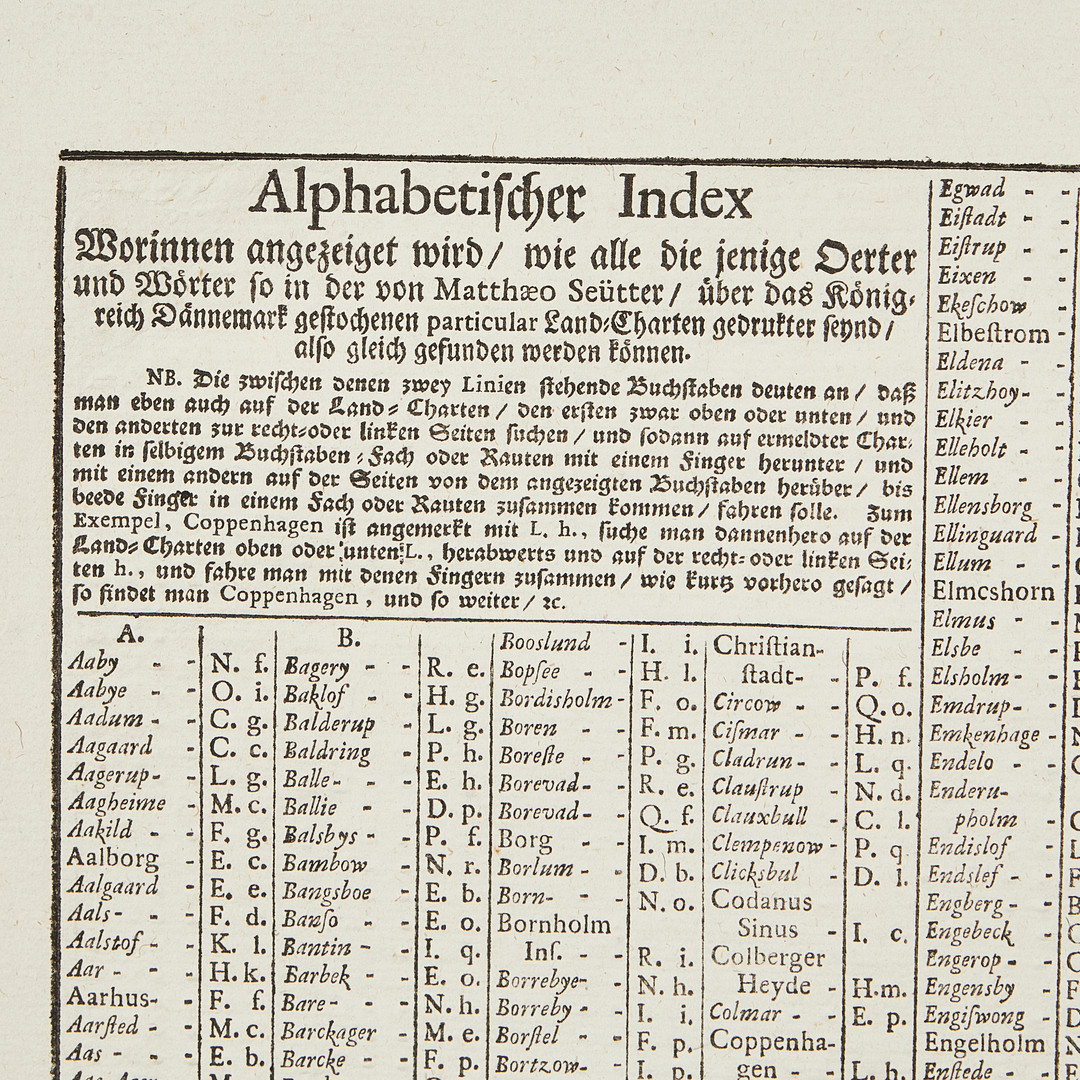 Alphabetiſcher Index
Worinnen angezeiget wird / wie alle die jenige Oerter
und Wörter ſo in der von Matthæo Seütter / über das König⸗
reich Dännemark geſtochenen particular Land⸗Charten gedrukter ſeynd /
alſo gleich gefunden werden können.
NB. Die zwiſchen denen zwey Linien ſtehende Buchſtaben deuten an / daß
man eben auch auf der Land⸗Charten / den erſten zwar oben oder unten / und
den anderten zur recht⸗oder linken Seiten ſuchen / und ſodann auf ermeldter Char⸗
ten in ſelbigem Buchſtaben⸗Fach oder Rauten mit einem Finger herunter / und
mit einem andern auf der Seiten von dem angezeigten Buchſtaben herüber / bis
beede Finger in einem Fach oder Rauten zuſammen kommen / fahren ſolle. Zum
Exempel, Coppenhagen iſt angemerkt mit L. h., ſuche man dannenhero auf der
Land⸗Charten oben oder unten L., herabwerts und auf der recht⸗oder linken Sei⸗
ten h., und fahre man mit denen Fingern zuſammen / wie kurtz vorhero geſagt /
ſo findet man Coppenhagen, und ſo weiter / ꝛc.
A.
Aaby - - N. f.
Aabye - - O. i.
Aadum - - C. g.
Aagaard - C. c.
Aagerup- - L. g.
Aagheime - M. c.
Aakild - - F. g.
Aalborg - E. c.
Aalgaard - E. e.
Aals- - - F. d.
Aalstof - - K. l.
Aar - - - H. k.
Aarhus- - F. f.
Aarſted - - M. c.
Aas - - - E. b.
B.
Bagery - - R. e.
Baklof - - H. g.
Balderup - L. g.
Baldring - P. h.
Balle- - - E. h.
Ballie - - D. p.
Balsbys - - P. f.
Bambow - N. r.
Bangsboe - E. b.
Banſo - - E. o.
Bantin - - I. q.
Barbek - - E. o.
Bare- - - N. h.
Barckager - M. e.
Barcke - - F. p.
Booslund - I. i.
Bopſee - - H. l.
Bordisholm - F. o.
Boren - - F. m.
Boreſte - - P. g.
Borevad- - R. e.
Borevad- - Q. f.
Borg - - I. m.
Borlum - - D. b.
Born- - - N. o.
Bornholm
Inſ. - - R. i.
Borrebye- - N. h.
Borreby - - I. i.
Borſtel - - F. p.
Bortzow- - I. p.
Chriſtian-
ſtadt- - P. f.
Circow - - Q. o.
Ciſmar - - H. n.
Cladrun- - L. q.
Clauſtrup - N. d.
Clauxbull - C. l.
Clempenow - P. q
Clicksbul - D. l.
Codanus
Sinus - I. c.
Colberger
Heyde - H. m.
Colmar - - E. p.
Coppenha-
gen - - L. h.
Egwad - -
Eiſtadt - -
Eiſtrup - -
Eixen - -
Ekeſchow -
Elbeſtrom -
Eldena - -
Elitzhoy- -
Elkier - -
Elleholt - -
Ellem - -
Ellensborg -
Ellinguard -
Ellum - -
Elmcshorn
Elmus - -
Elsbe - -
Elsholm- -
Emdrup- -
Emkenhage -
Endelo - -
Enderu-
pholm -
Endislof -
Endslef - -
Engberg - -
Engebeck -
Engerop- -
Engensby -
Engiſwong -
Engelholm
Enſtede - -